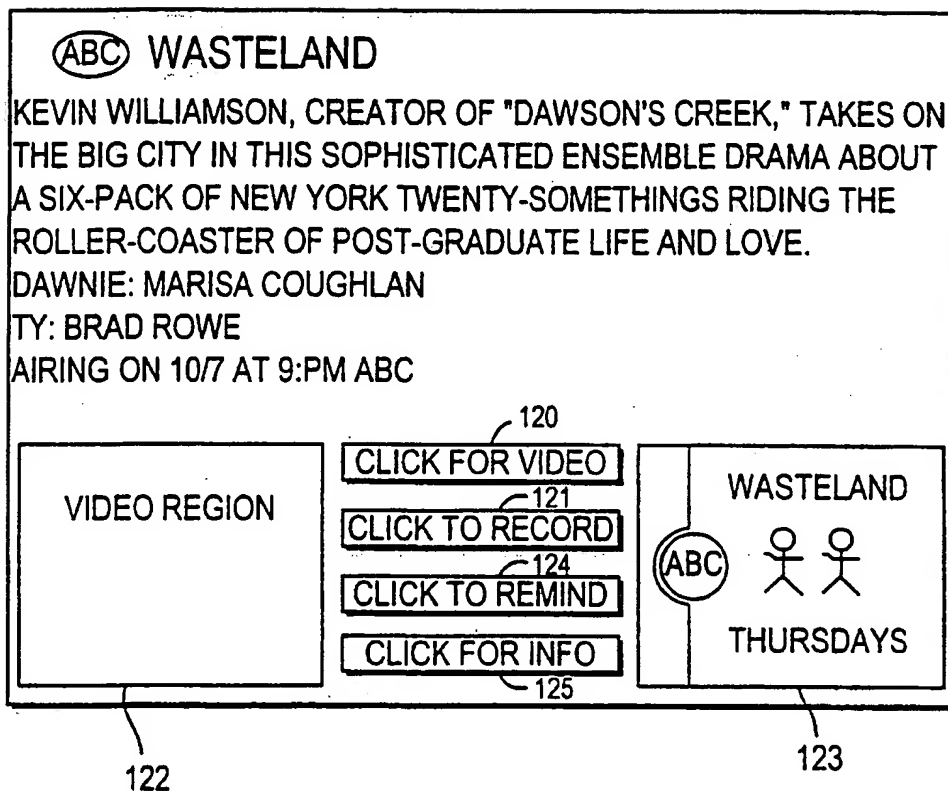 ABC WASTELAND
KEVIN WILLIAMSON, CREATOR OF "DAWSON'S CREEK," TAKES ON
THE BIG CITY IN THIS SOPHISTICATED ENSEMBLE DRAMA ABOUT
A SIX-PACK OF NEW YORK TWENTY-SOMETHINGS RIDING THE
ROLLER-COASTER OF POST-GRADUATE LIFE AND LOVE.
DAWNIE: MARISA COUGHLAN
TY: BRAD ROWE
AIRING ON 10/7 AT 9:PM ABC
VIDEO REGION
122
120
CLICK FOR VIDEO
121
CLICK TO RECORD
124
CLICK TO REMIND
CLICK FOR INFO
125
WASTELAND
ABC
THURSDAYS
123